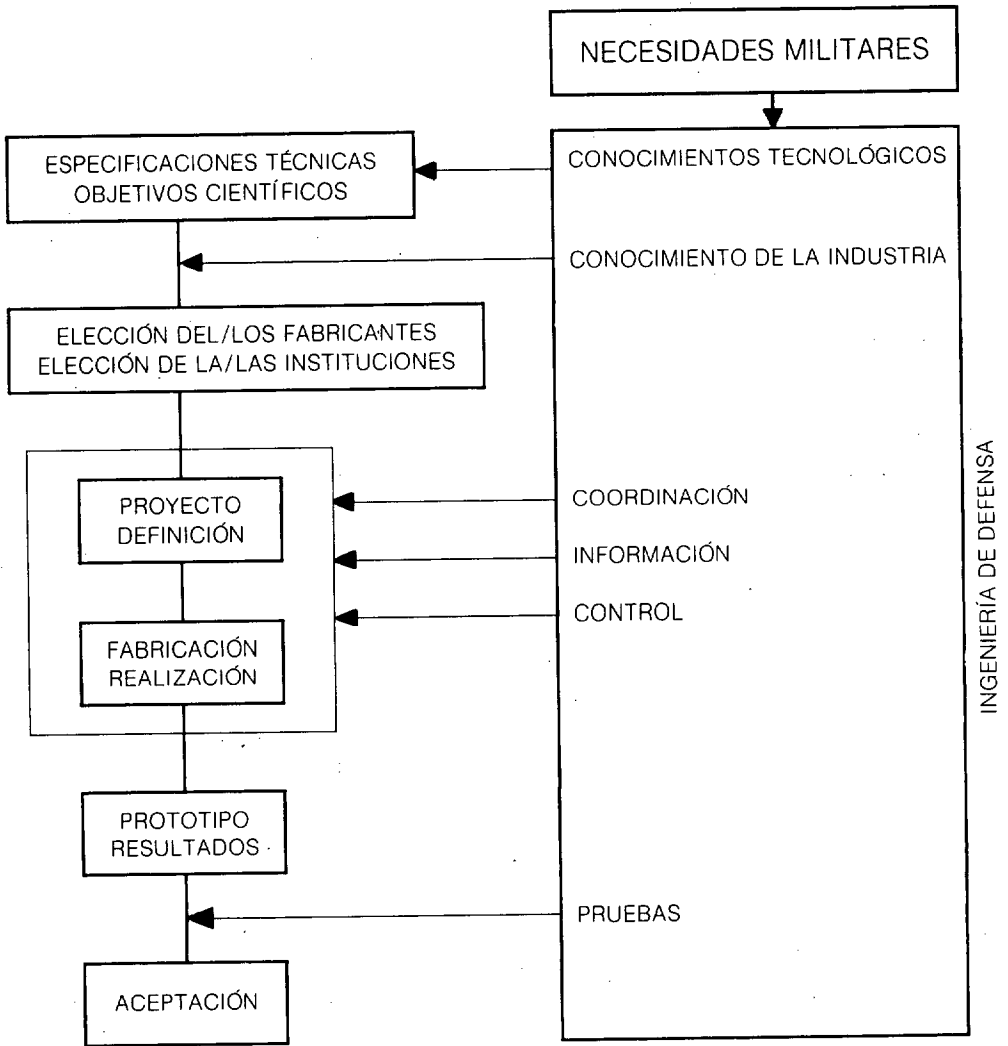 NECESIDADES MILITARES
ESPECIFICACIONES TÉCNICAS
OBJETIVOS CIENTÍFICOS
CONOCIMIENTOS TECNOLÓGICOS
CONOCIMIENTO DE LA INDUSTRIA
ELECCIÓN DEL/LOS FABRICANTES
ELECCIÓN DE LA/LAS INSTITUCIONES
PROYECTO
DEFINICIÓN
COORDINACIÓN
INFORMACIÓN
CONTROL
FABRICACIÓN
REALIZACIÓN
PROTOTIPO
RESULTADOS
PRUEBAS
ACEPTACIÓN
INGENIERÍA DE DEFENSA